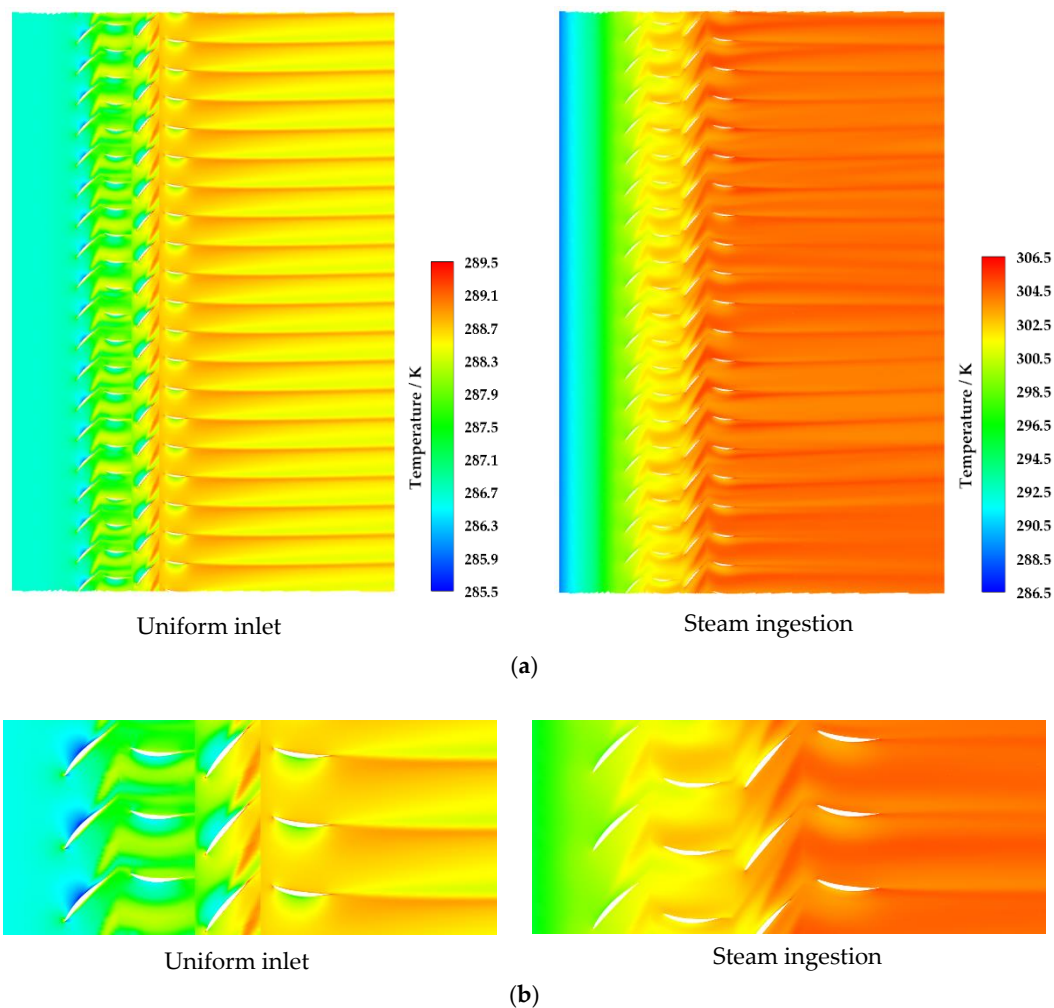 289.5
289.1
288.7
288.3
287.9
287.5
287.1
286.7
286.3
285.9
285.5
Temperature / K
306.5
304.5
302.5
300.5
298.5
296.5
294.5
292.5
290.5
288.5
286.5
Temperature / K
Uniform inlet
Steam ingestion
(a)
Uniform inlet
Steam ingestion
(b)